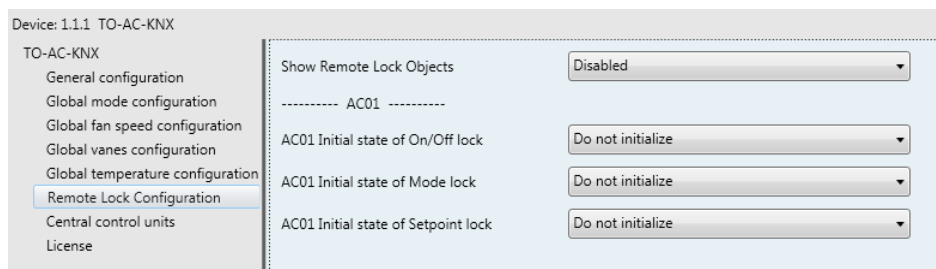 Device: 1.1.1 TO-AC-KNX
TO-AC-KNX
General configuration
Global mode configuration
Global fan speed configuration
Global vanes configuration
Global temperature configuration
Remote Lock Configuration
Central control units
License
Show Remote Lock Objects Disabled
---------- AC01 ----------
AC01 Initial state of On/Off lock Do not initialize
AC01 Initial state of Mode lock Do not initialize
AC01 Initial state of Setpoint lock Do not initialize